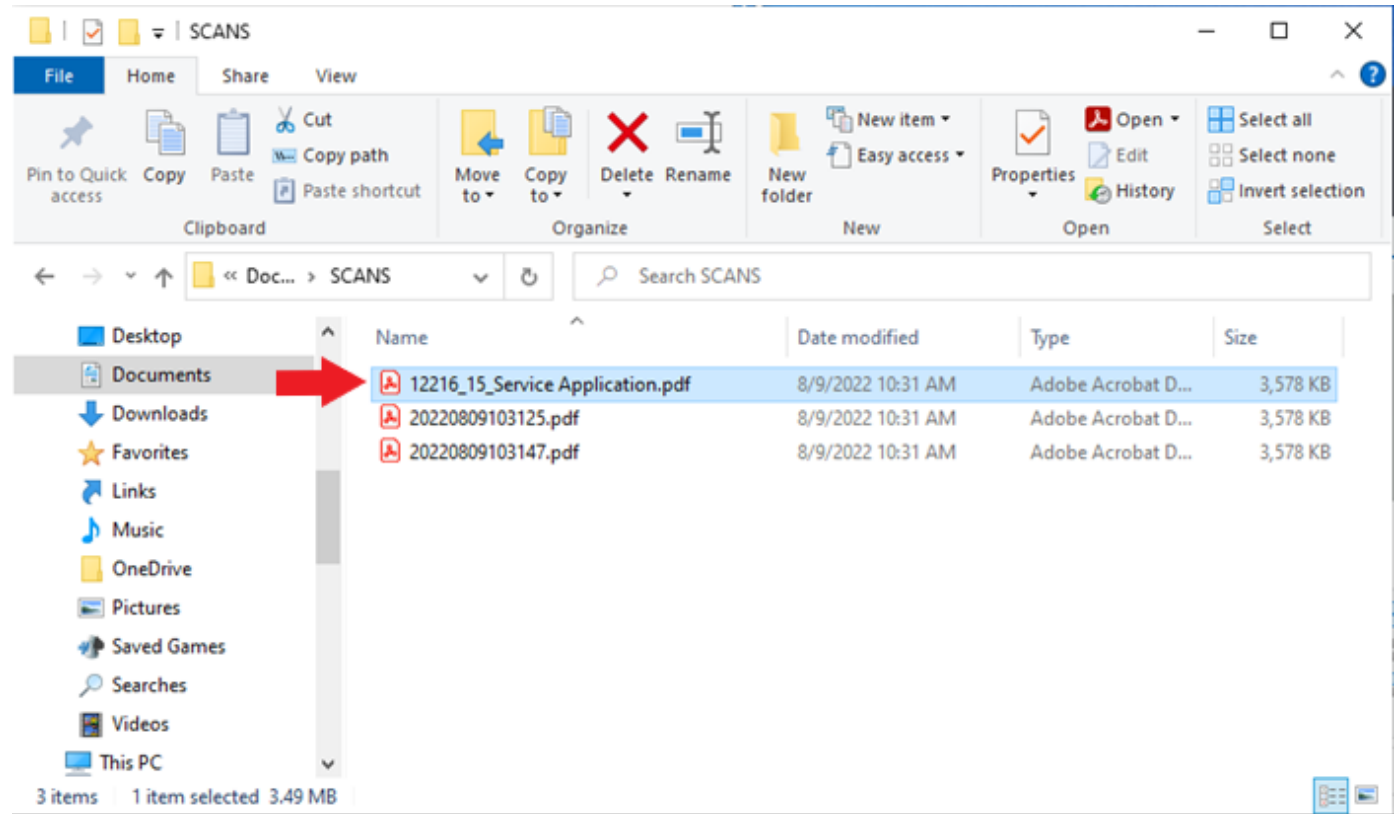 SCANS
File Home Share View
Pin to Quick access
Copy
Paste
Cut
Copy path
Paste shortcut
Move to
Copy to
Delete
Rename
New folder
New item
Easy access
Properties
Open
Edit
History
Select all
Select none
Invert selection
Clipboard Organize New Open Select
« Doc... › SCANS Search SCANS
Name Date modified Type Size
Desktop
Documents
Downloads
Favorites
Links
Music
OneDrive
Pictures
Saved Games
Searches
Videos
This PC
12216_15_Service Application.pdf 8/9/2022 10:31 AM Adobe Acrobat D... 3,578 KB
20220809103125.pdf 8/9/2022 10:31 AM Adobe Acrobat D... 3,578 KB
20220809103147.pdf 8/9/2022 10:31 AM Adobe Acrobat D... 3,578 KB
3 items 1 item selected 3.49 MB